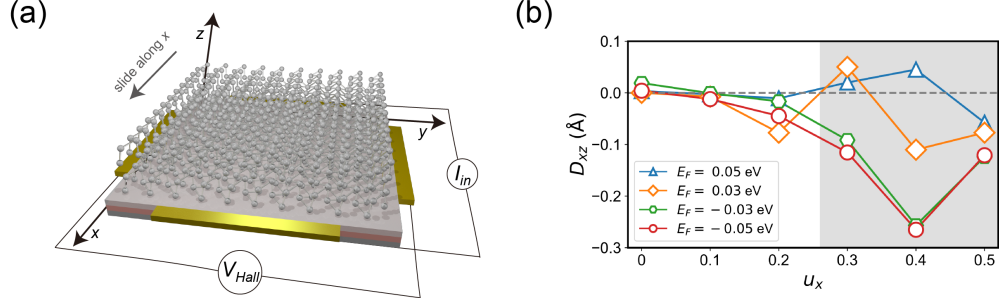 (a)
z
slide along x
y
I_in
x
V_Hall
(b)
D_xz (Å)
0.1
0.0
−0.1
−0.2
−0.3
E_F = 0.05 eV
E_F = 0.03 eV
E_F = − 0.03 eV
E_F = − 0.05 eV
0 0.1 0.2 0.3 0.4 0.5
u_x